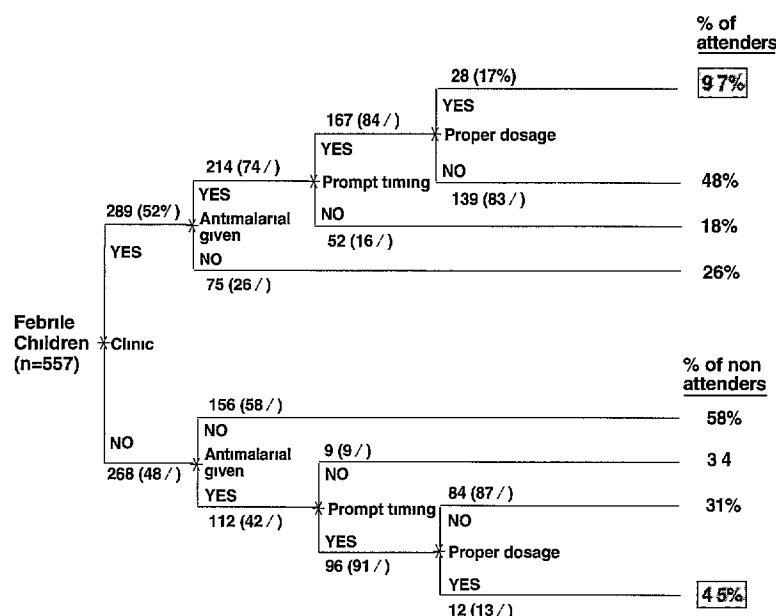 % of
attenders
28 (17%)
9 7%
YES
167 (84 / )
Proper dosage
YES
214 (74 / )
NO
Prompt timing
48%
YES
139 (83 / )
289 (52%)
Antimalarial
given
NO
18%
52 (16 / )
YES
NO
26%
75 (26 / )
Febrile
Children
(n=557)
Clinic
% of non
attenders
156 (58 / )
58%
NO
NO
9 (9 / )
3 4
268 (48 / )
Antimalarial
given
NO
84 (87 / )
YES
31%
Prompt timing
NO
112 (42 / )
YES
Proper dosage
96 (91 / )
YES
4 5%
12 (13 / )